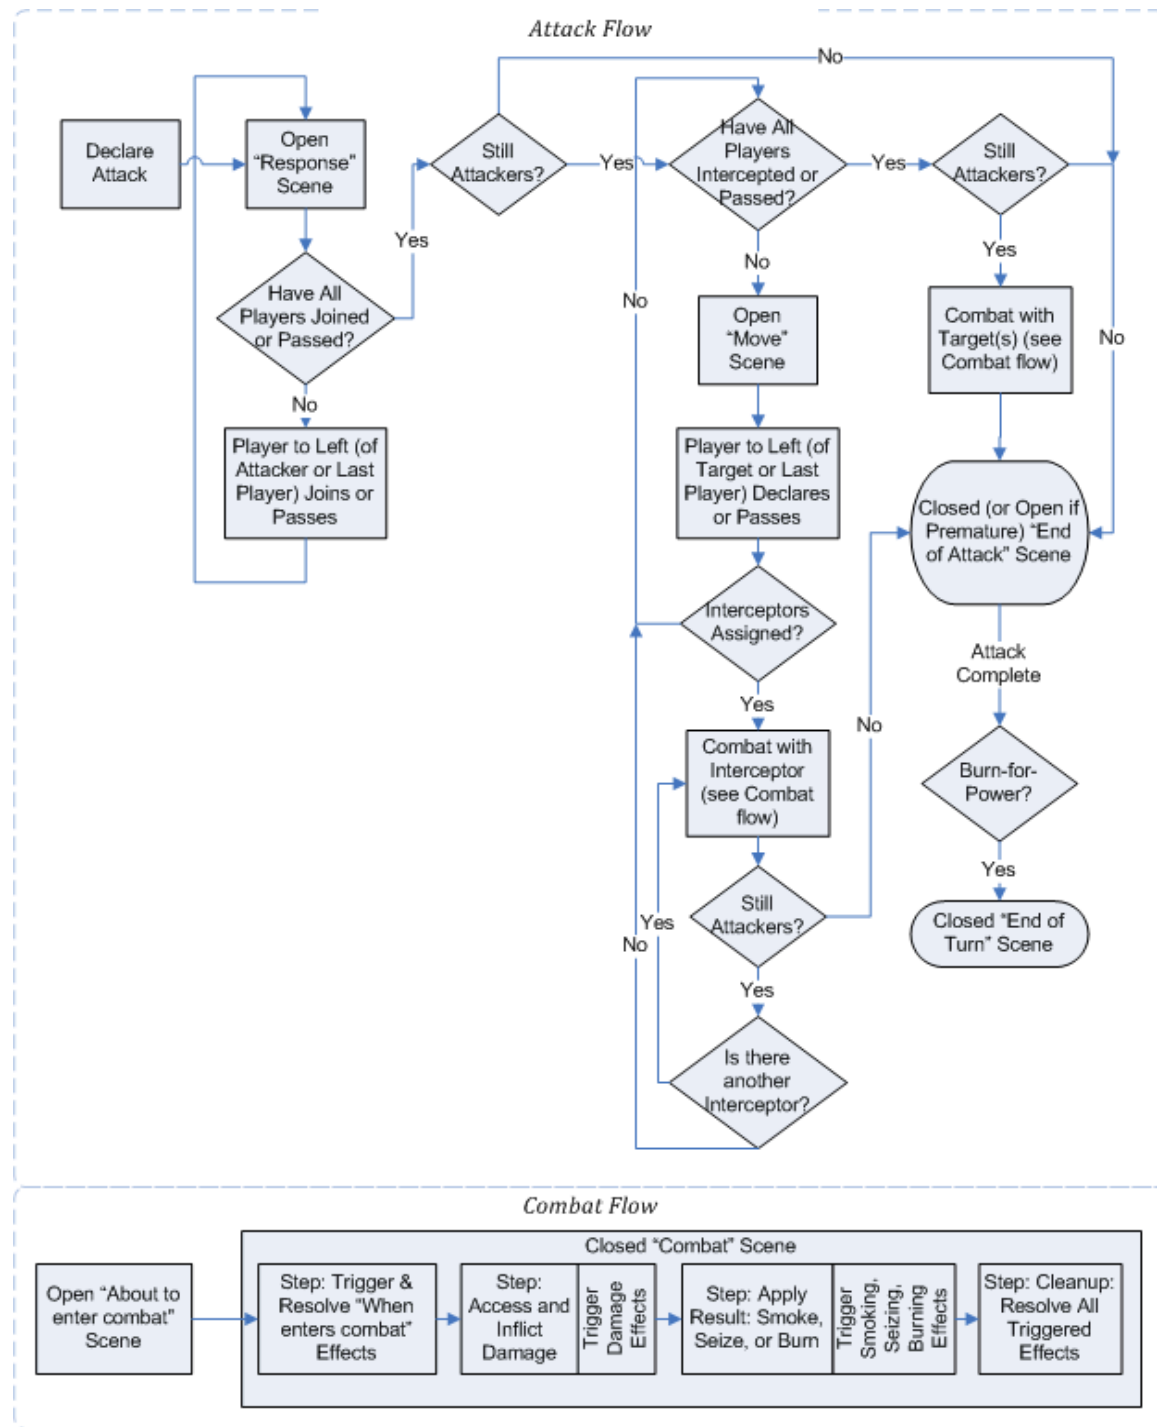 Attack Flow
No
Declare
Attack
Open
“Response”
Scene
Still
Attackers?
Yes
Have All
Players
Intercepted or
Passed?
Yes
Still
Attackers?
Yes
Have All
Players Joined
or Passed?
No
Player to Left (of
Attacker or Last
Player) Joins or
Passes
No
No
Open
“Move”
Scene
Player to Left (of
Target or Last
Player) Declares
or Passes
Interceptors
Assigned?
Yes
Combat with
Interceptor
(see Combat
flow)
Still
Attackers?
Yes
No
No
Yes
Is there
another
Interceptor?
Yes
Combat with
Target(s) (see
Combat flow)
No
Closed (or Open if
Premature) “End
of Attack” Scene
Attack
Complete
Burn-for-
Power?
Yes
Closed “End of
Turn” Scene
Combat Flow
Open “About to
enter combat”
Scene
Closed “Combat” Scene
Step: Trigger &
Resolve “When
enters combat”
Effects
Step:
Access and
Inflict
Damage
Trigger
Damage
Effects
Step: Apply
Result: Smoke,
Seize, or Burn
Trigger
Smoking,
Seizing,
Burning
Effects
Step: Cleanup:
Resolve All
Triggered
Effects